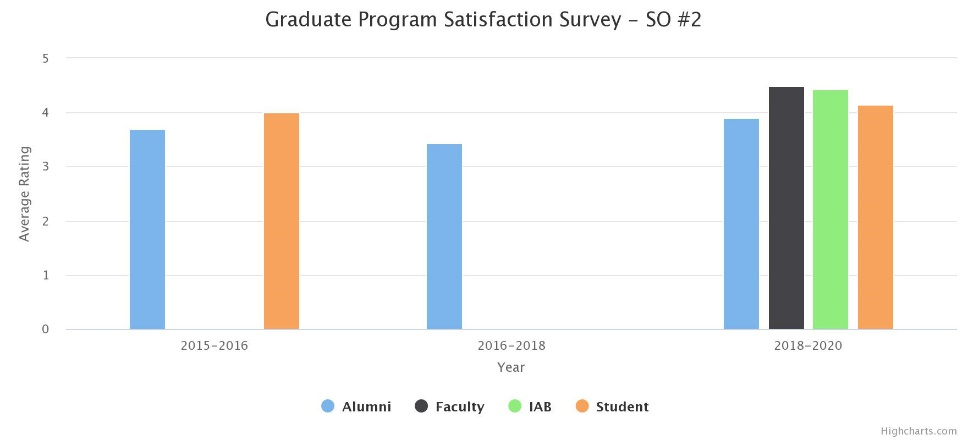 Graduate Program Satisfaction Survey – SO #2
Average Rating
5
4
3
2
1
0
2015-2016 2016-2018 2018-2020
Year
Alumni Faculty IAB Student
Highcharts.com